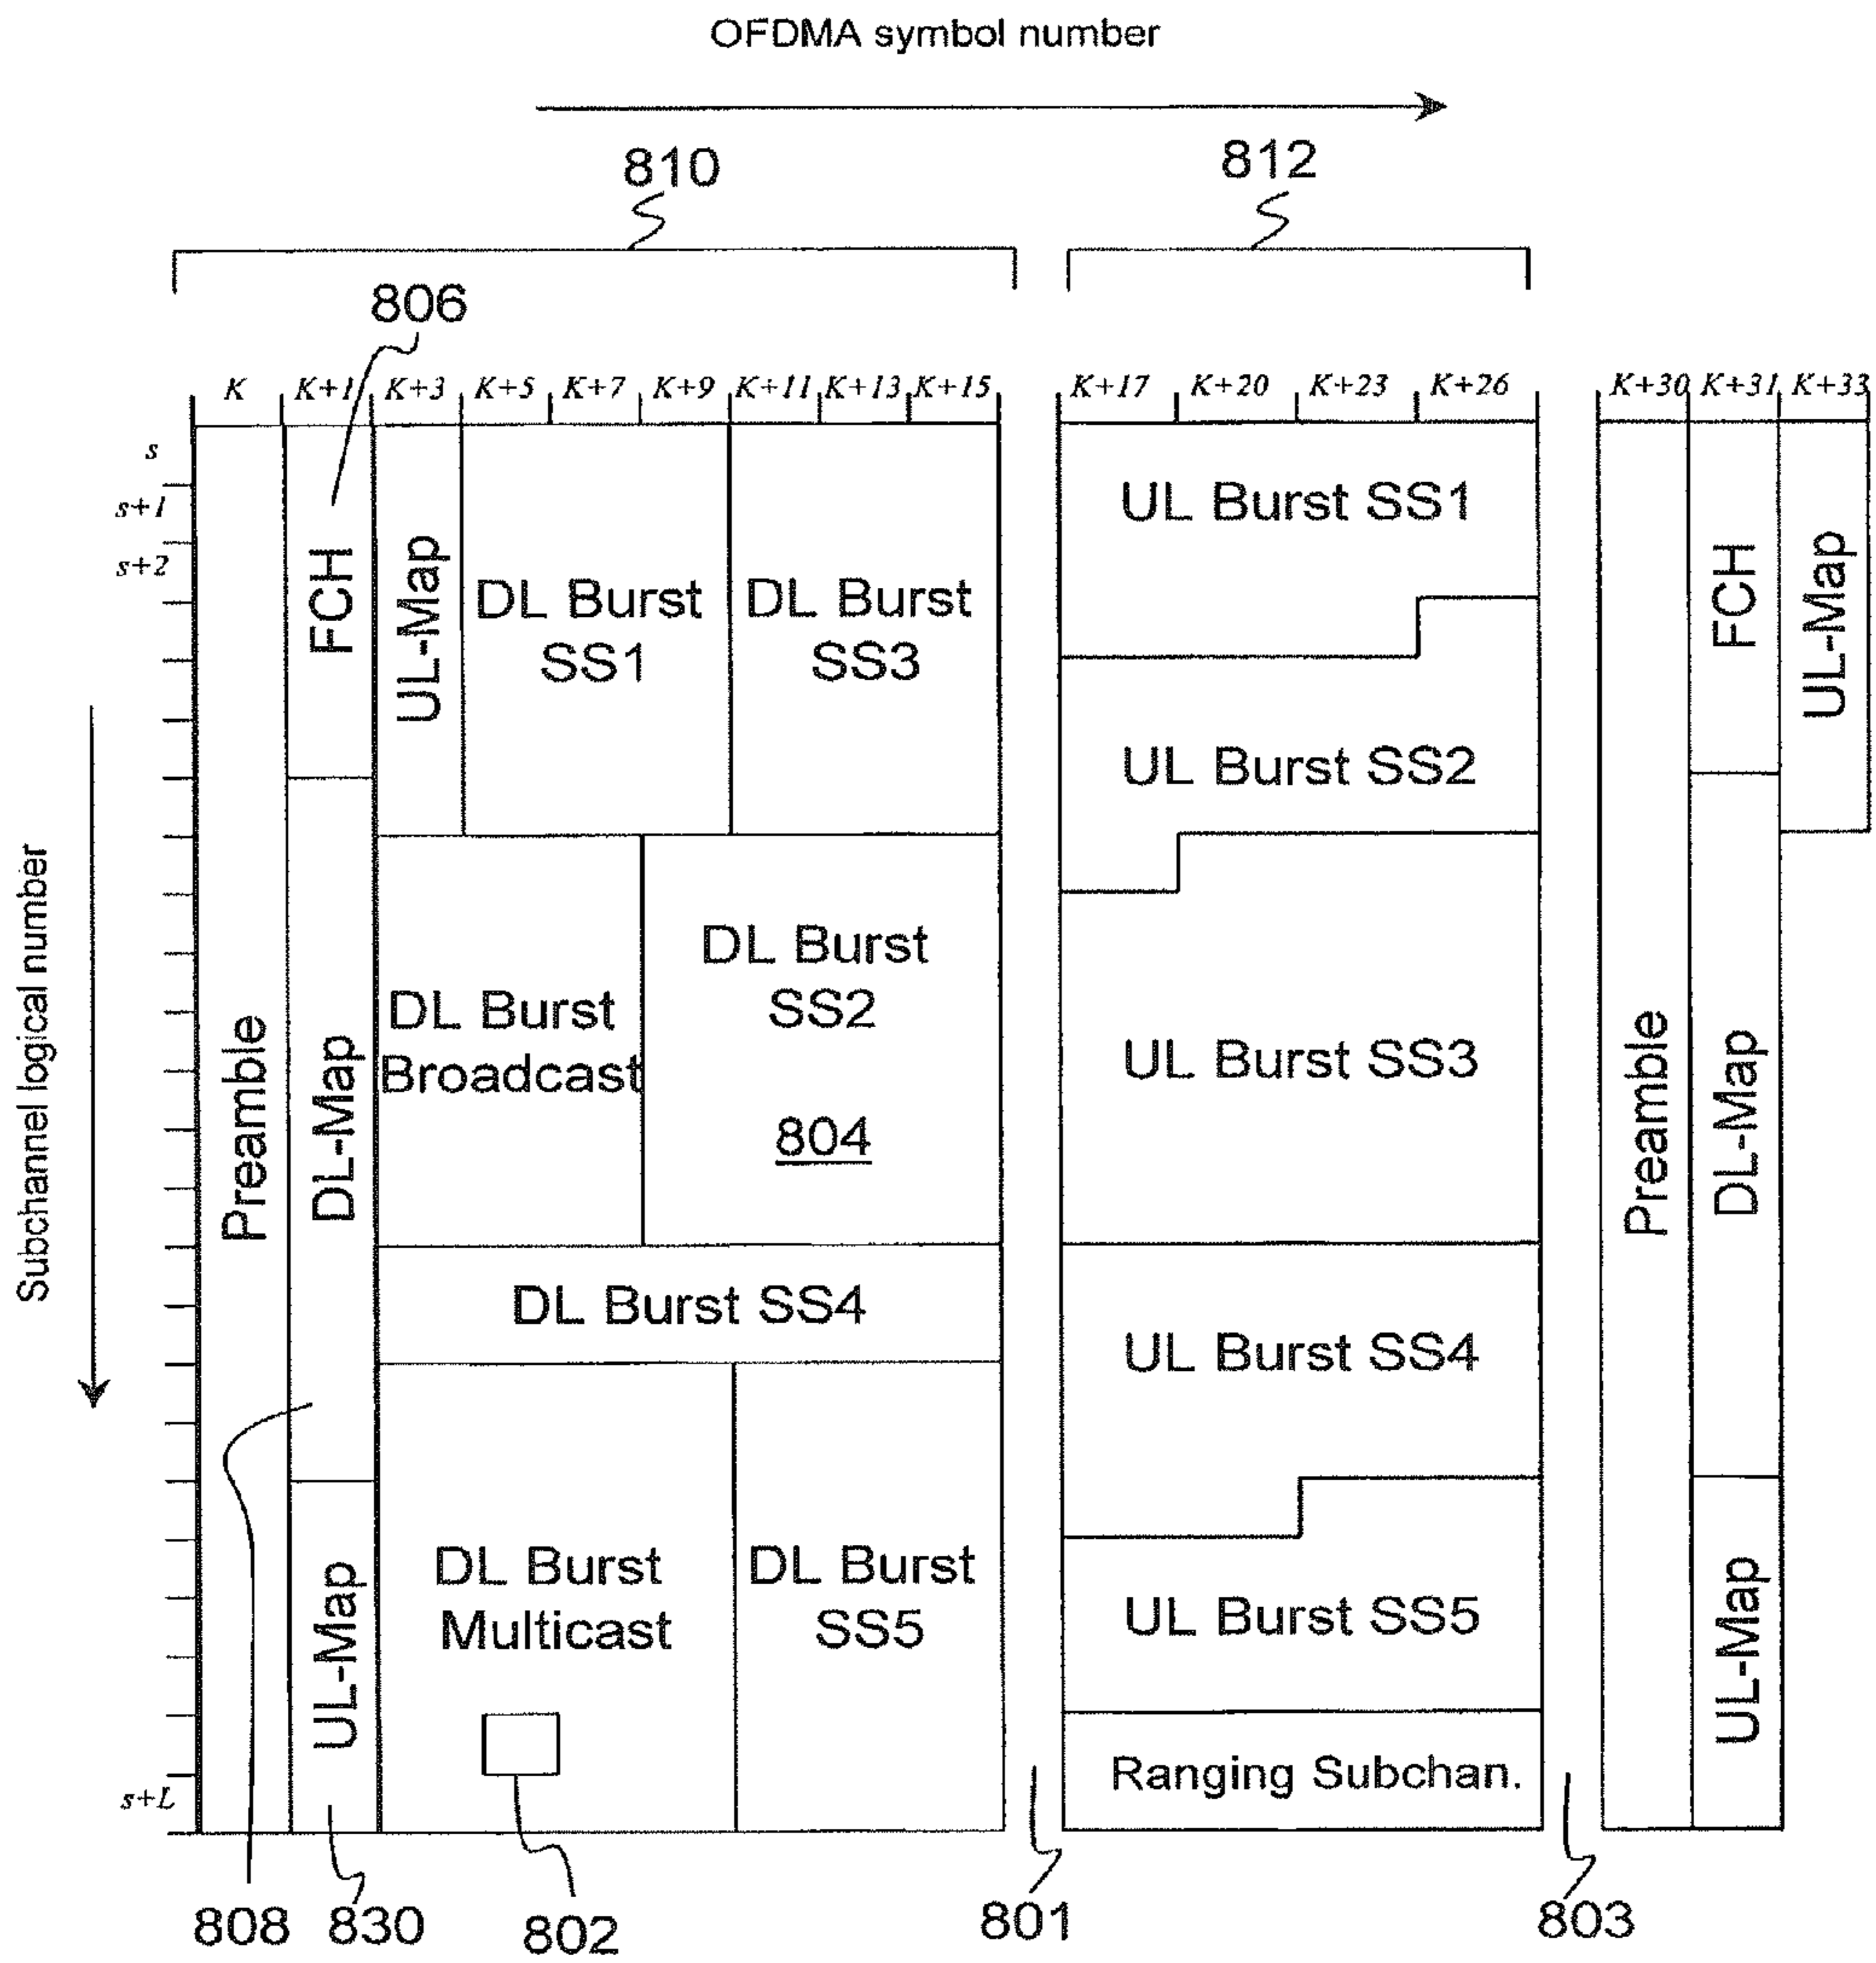 OFDMA symbol number
810
812
806
K K+1 K+3 K+5 K+7 K+9 K+11 K+13 K+15 K+17 K+20 K+23 K+26 K+30 K+31 K+33
s
s+1
s+2
s+L
Subchannel logical number
Preamble
FCH
DL-Map
UL-Map
UL-Map
DL Burst
SS1
DL Burst
SS3
DL Burst
Broadcast
DL Burst
SS2
804
DL Burst SS4
DL Burst
Multicast
DL Burst
SS5
UL Burst SS1
UL Burst SS2
UL Burst SS3
UL Burst SS4
UL Burst SS5
Ranging Subchan.
Preamble
FCH
DL-Map
UL-Map
UL-Map
808
830
802
801
803